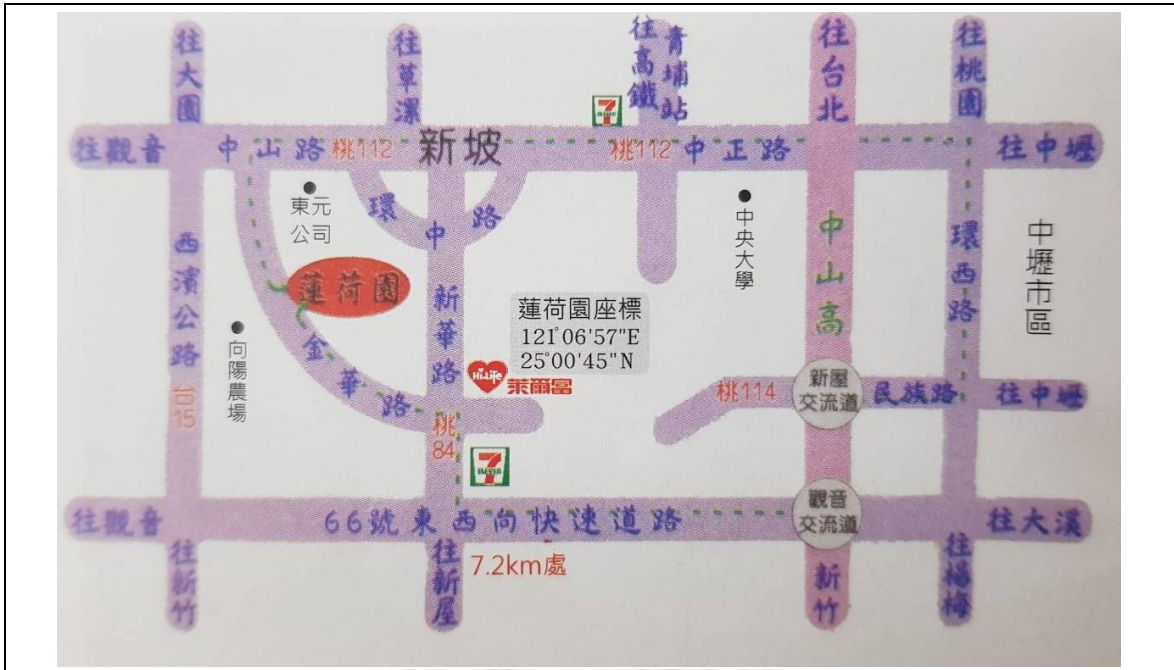 往大園
往草漯
往高鐵
青埔站
往台北
往桃園
7
ELEVEN
往觀音
中山路
桃112
新坡
桃112
中正路
往中壢
東元
公司
環中路
中央大學
中山高
環西路
中壢市區
西濱公路
台15
蓮荷園
新華路
蓮荷園座標
121°06'57"E
25°00'45"N
向陽農場
金華路
Hi-Life
萊爾富
桃114
新屋
交流道
民族路
往中壢
桃
84
7
ELEVEN
往觀音
66號東西向快速道路
觀音
交流道
往大溪
往新竹
往新屋
7.2km處
新竹
往楊梅